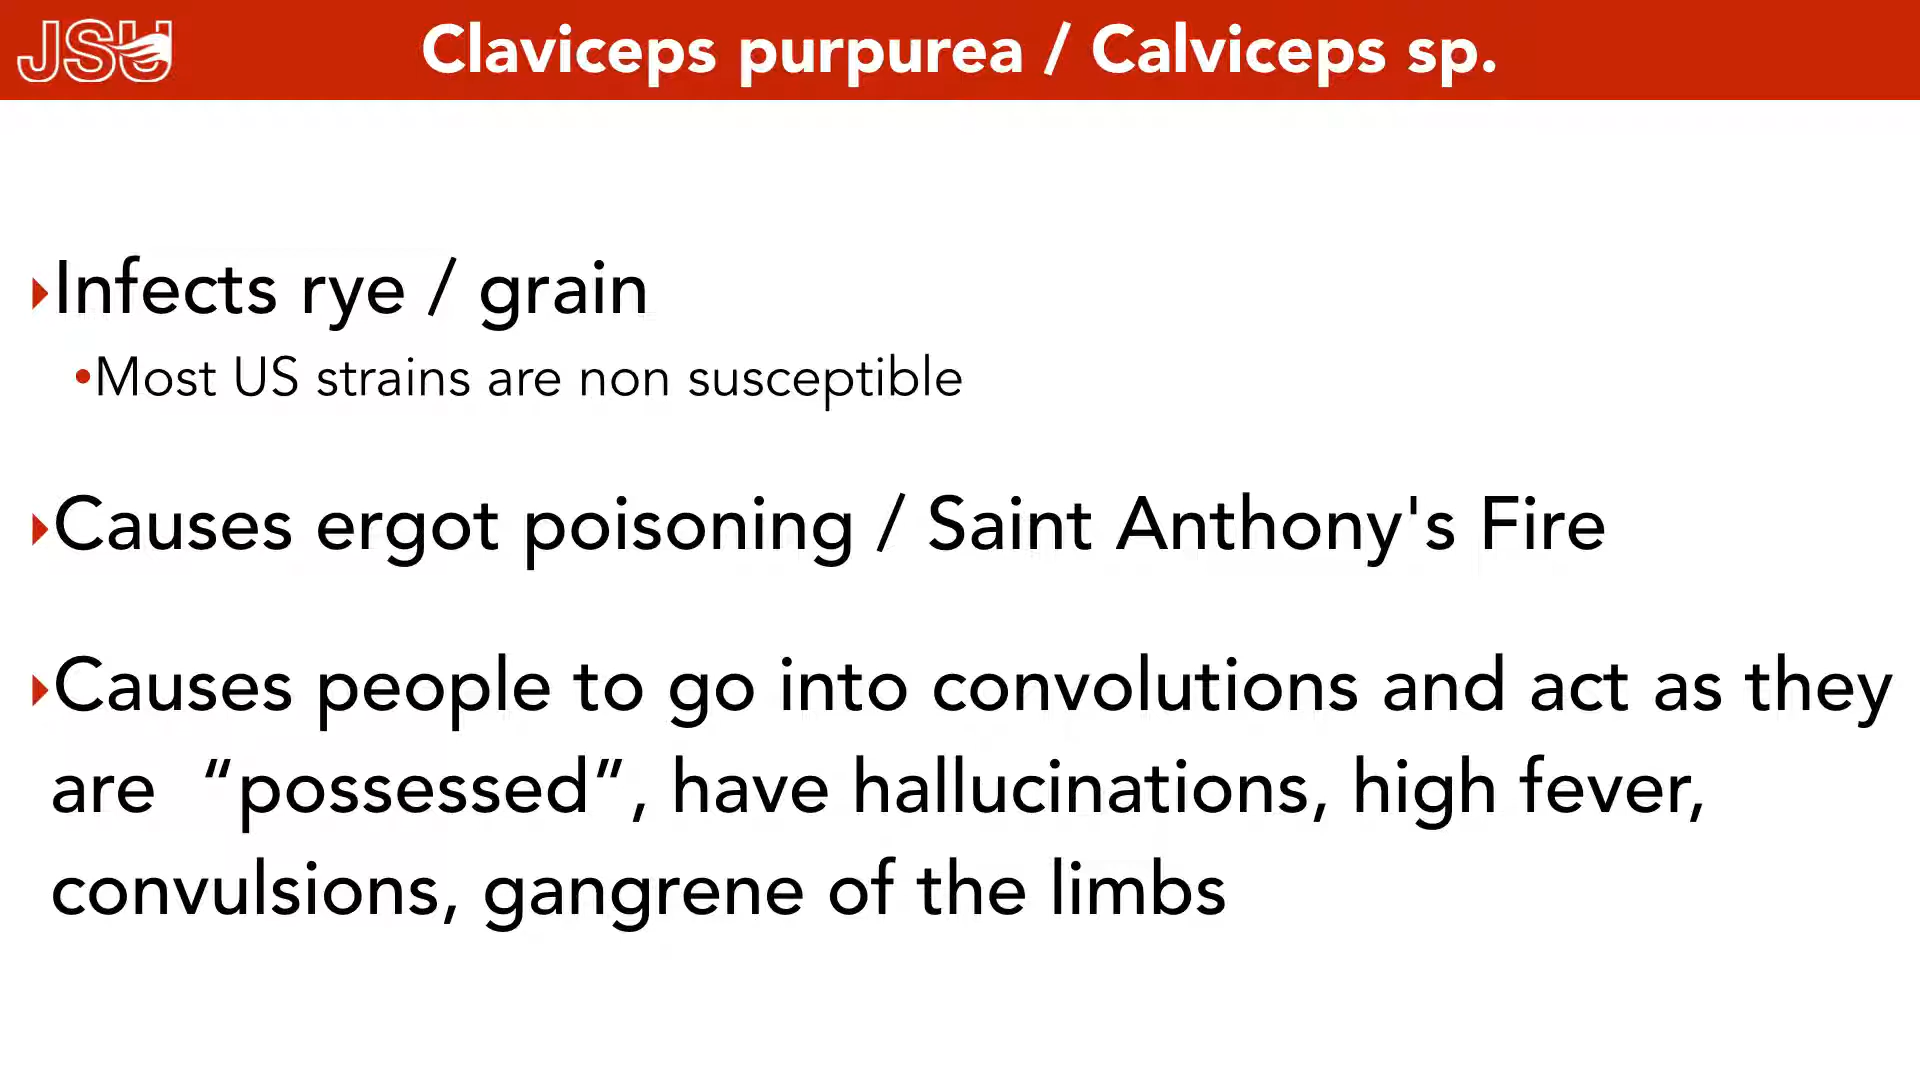 JSU
Claviceps purpurea / Calviceps sp.
‣Infects rye / grain
•Most US strains are non susceptible
‣Causes ergot poisoning / Saint Anthony's Fire
‣Causes people to go into convolutions and act as they
are “possessed”, have hallucinations, high fever,
convulsions, gangrene of the limbs